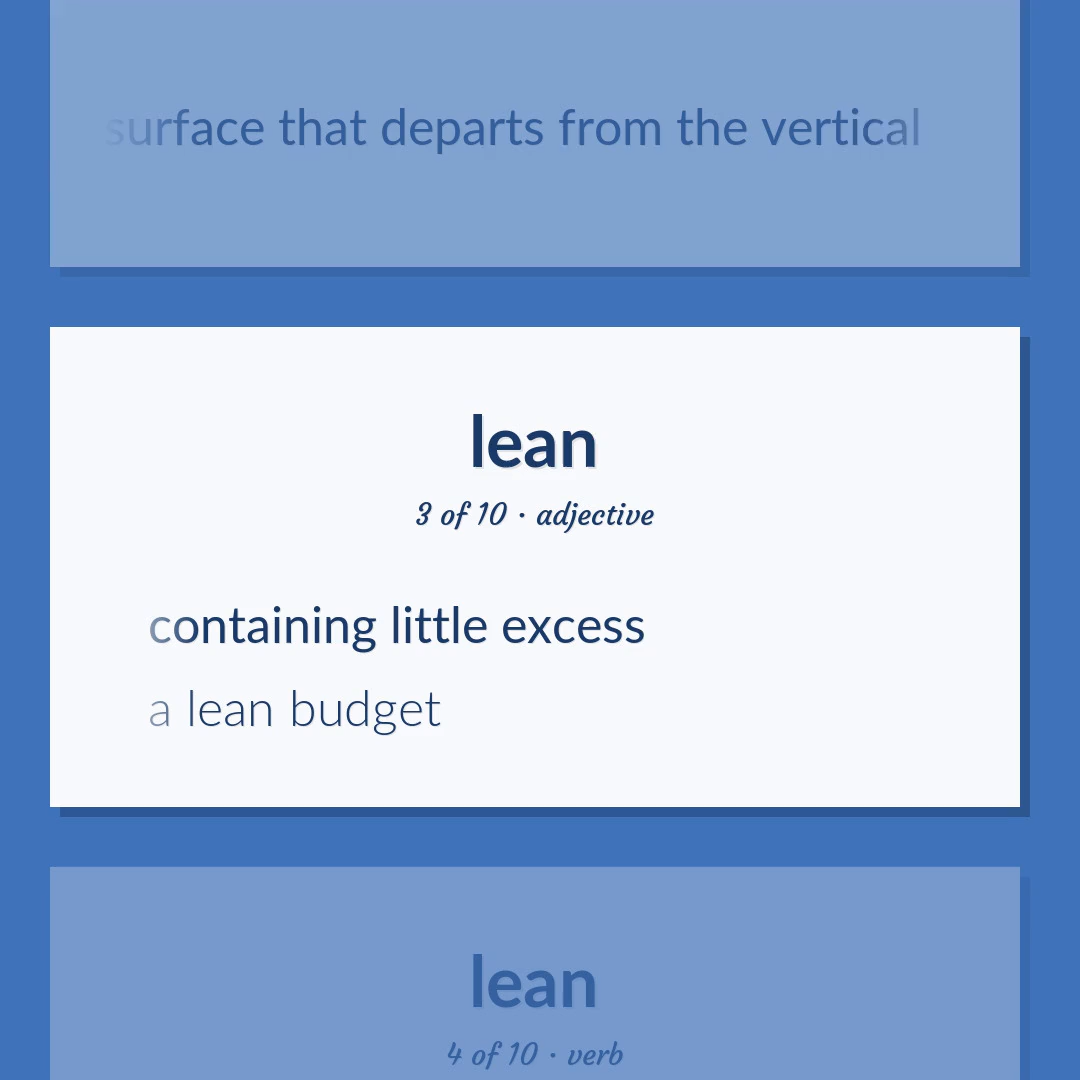 surface that departs from the vertical
lean
3 of 10 · adjective
containing little excess
a lean budget
lean
4 of 10 · verb